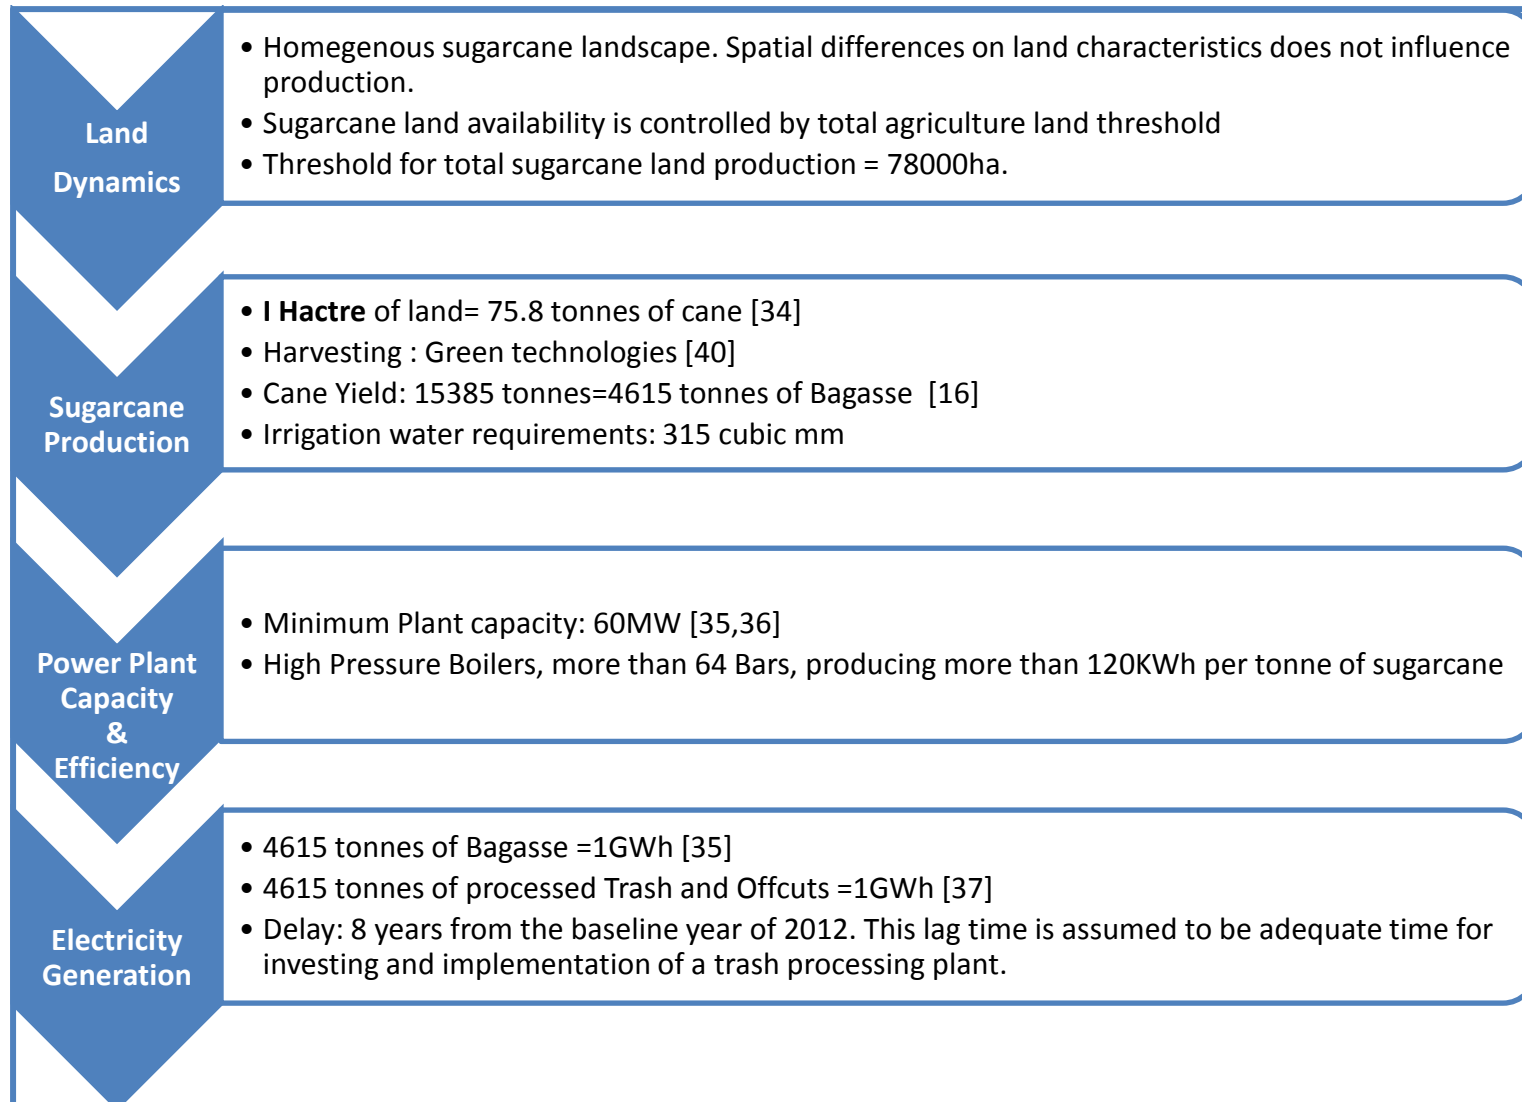 Land
Dynamics
• Homegenous sugarcane landscape. Spatial differences on land characteristics does not influence
production.
• Sugarcane land availability is controlled by total agriculture land threshold
• Threshold for total sugarcane land production = 78000ha.
Sugarcane
Production
• I Hactre of land= 75.8 tonnes of cane [34]
• Harvesting : Green technologies [40]
• Cane Yield: 15385 tonnes=4615 tonnes of Bagasse [16]
• Irrigation water requirements: 315 cubic mm
Power Plant
Capacity
&
Efficiency
• Minimum Plant capacity: 60MW [35,36]
• High Pressure Boilers, more than 64 Bars, producing more than 120KWh per tonne of sugarcane
Electricity
Generation
• 4615 tonnes of Bagasse =1GWh [35]
• 4615 tonnes of processed Trash and Offcuts =1GWh [37]
• Delay: 8 years from the baseline year of 2012. This lag time is assumed to be adequate time for
investing and implementation of a trash processing plant.